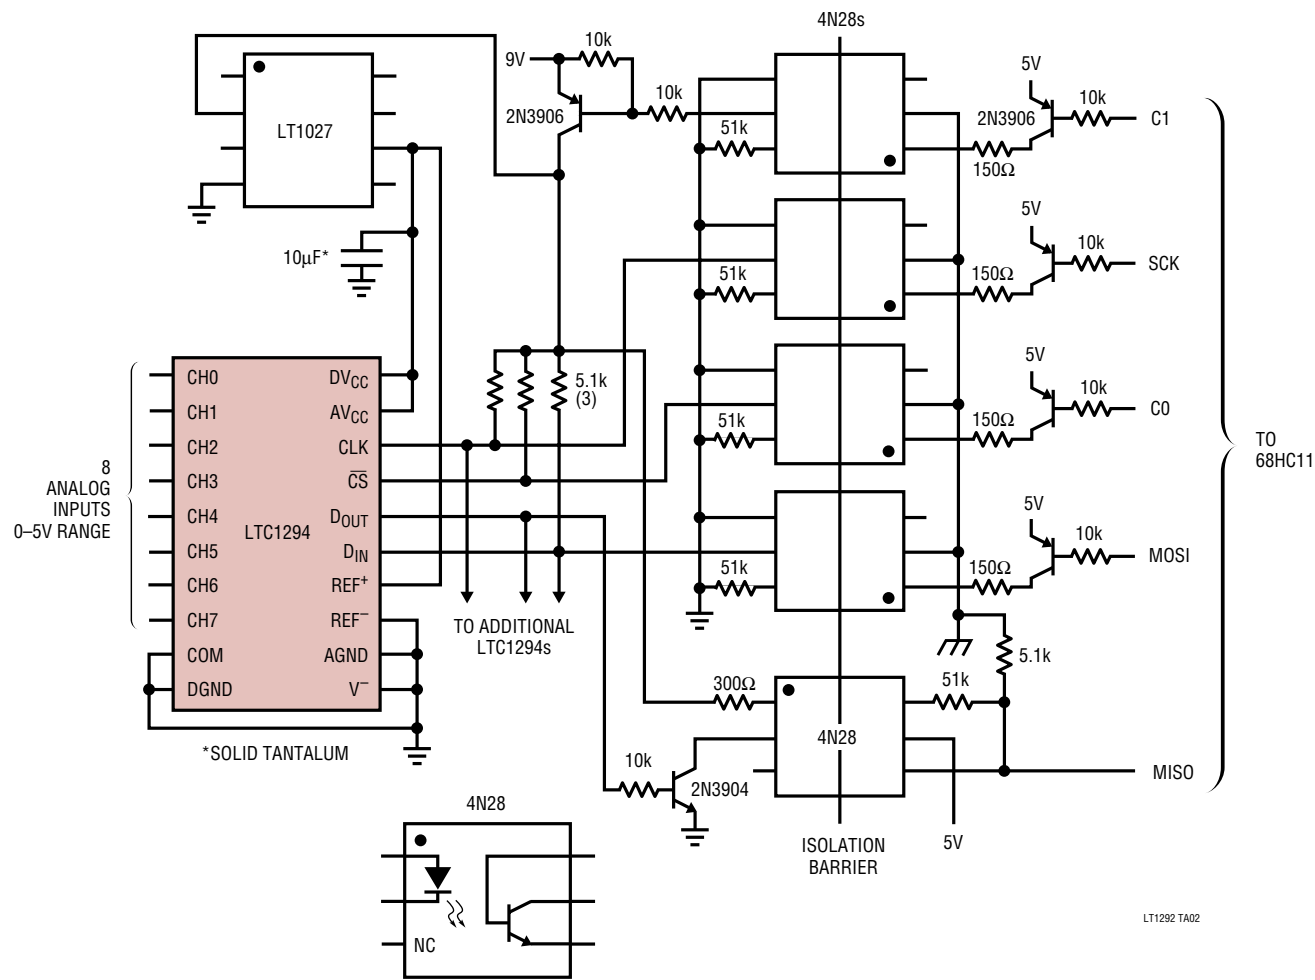 4N28s
9V
10k
2N3906
10k
LT1027
51k
5V
2N3906
10k
C1
150Ω
10µF*
51k
5V
10k
SCK
150Ω
5.1k
(3)
51k
5V
10k
C0
150Ω
TO
68HC11
8
ANALOG
INPUTS
0–5V RANGE
CH0
CH1
CH2
CH3
CH4
CH5
CH6
CH7
COM
DGND
LTC1294
DVCC
AVCC
CLK
CS
DOUT
DIN
REF+
REF–
AGND
V–
51k
5V
10k
MOSI
150Ω
TO ADDITIONAL
LTC1294s
5.1k
300Ω
51k
4N28
*SOLID TANTALUM
10k
2N3904
MISO
5V
ISOLATION
BARRIER
4N28
NC
LT1292 TA02